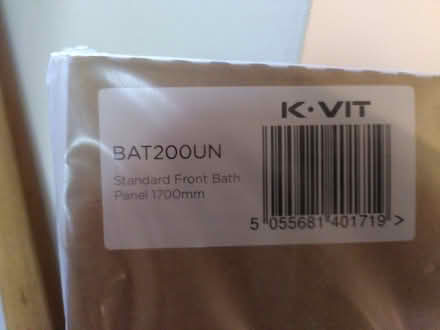 K·VIT
BAT200UN
Standard Front Bath
Panel 1700mm
5 055681 401719 >